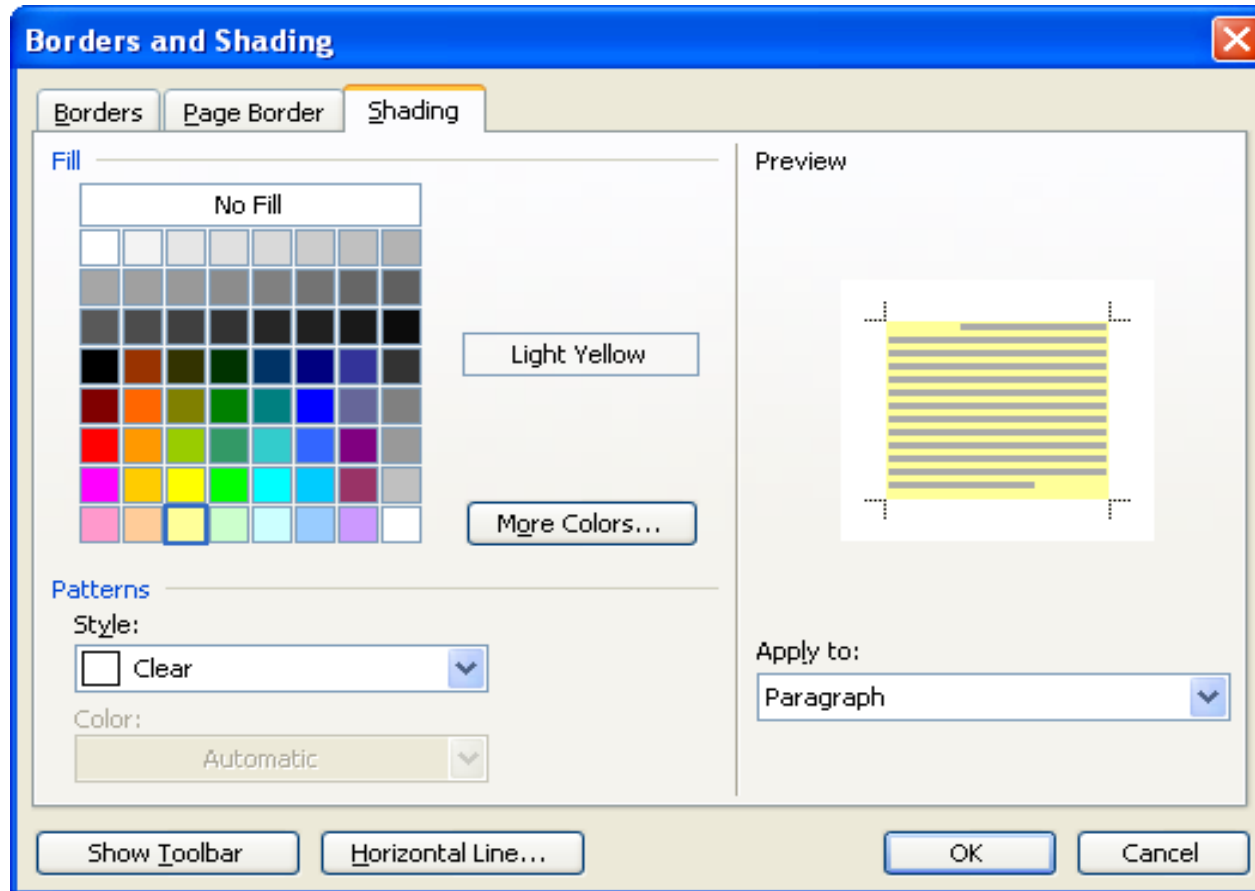 Borders and Shading
Borders Page Border Shading
Fill
No Fill
Light Yellow
More Colors...
Patterns
Style:
Clear
Color:
Automatic
Preview
Apply to:
Paragraph
Show Toolbar Horizontal Line... OK Cancel